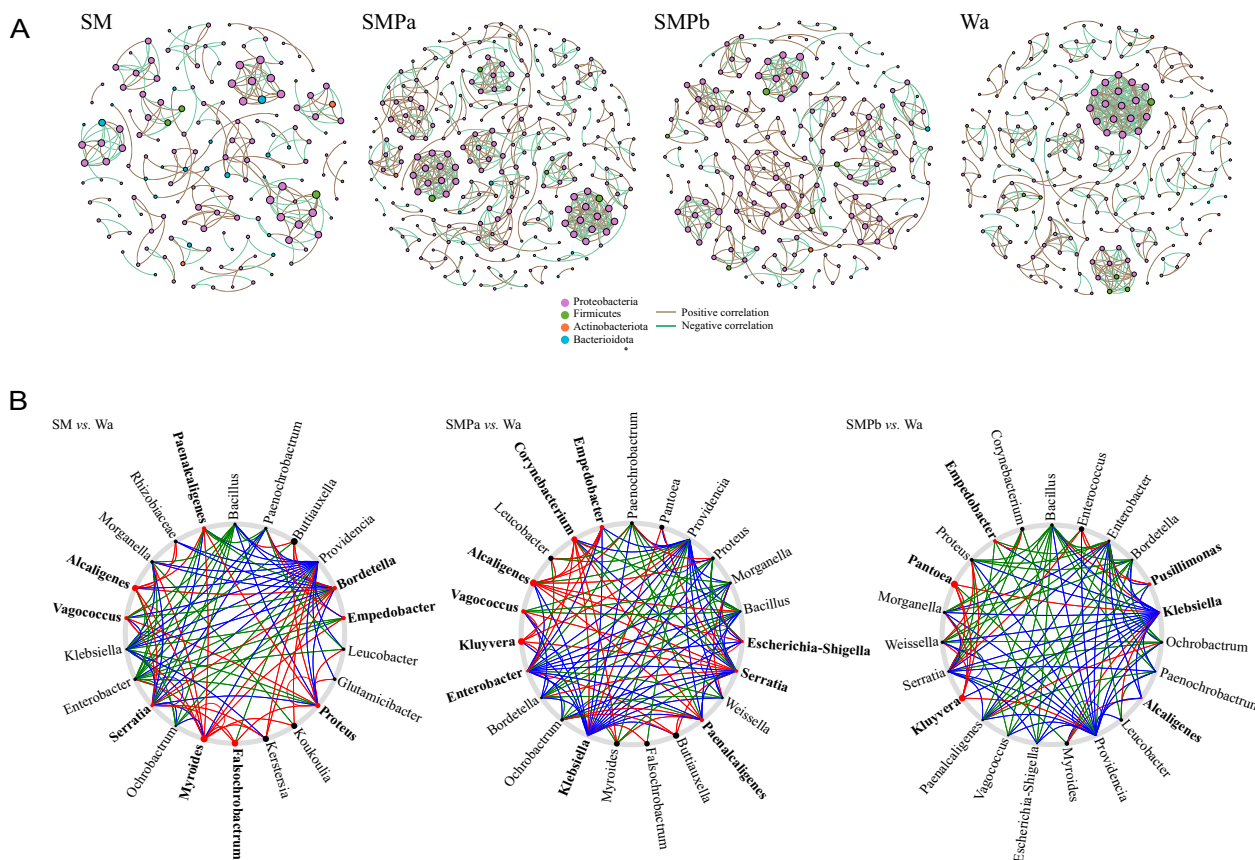 A
SM
SMPa
SMPb
Wa
Proteobacteria
Firmicutes
Actinobacteriota
Bacterioidota
Positive correlation
Negative correlation
B
SM vs. Wa
Paenalcaligenes
Bacillus
Paenochrobactrum
Buttiauxella
Providencia
Bordetella
Empedobacter
Leucobacter
Glutamicibacter
Proteus
Koukoulia
Kerstersia
Falsochrobactrum
Myroides
Ochrobactrum
Serratia
Enterobacter
Klebsiella
Vagococcus
Alcaligenes
Morganella
Rhizobiaceae
SMPa vs. Wa
Paenochrobactrum
Pantoea
Providencia
Proteus
Morganella
Bacillus
Escherichia-Shigella
Serratia
Weissella
Paenalcaligenes
Buttiauxella
Falsochrobactrum
Myroides
Klebsiella
Ochrobactrum
Bordetella
Enterobacter
Kluyvera
Vagococcus
Alcaligenes
Leucobacter
Corynebacterium
Empedobacter
SMPb vs. Wa
Bacillus
Enterococcus
Enterobacter
Bordetella
Pusillimonas
Klebsiella
Ochrobactrum
Paenochrobactrum
Alcaligenes
Leucobacter
Providencia
Myroides
Escherichia-Shigella
Vagococcus
Paenalcaligenes
Kluyvera
Serratia
Weissella
Morganella
Pantoea
Proteus
Empedobacter
Corynebacterium